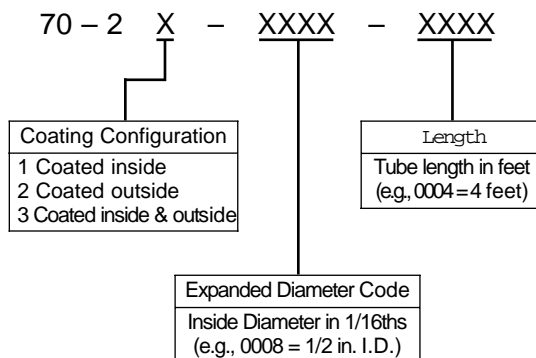 70 – 2 X – XXXX – XXXX
Coating Configuration
1 Coated inside
2 Coated outside
3 Coated inside & outside
Length
Tube length in feet
(e.g., 0004 = 4 feet)
Expanded Diameter Code
Inside Diameter in 1/16ths
(e.g., 0008 = 1/2 in. I.D.)